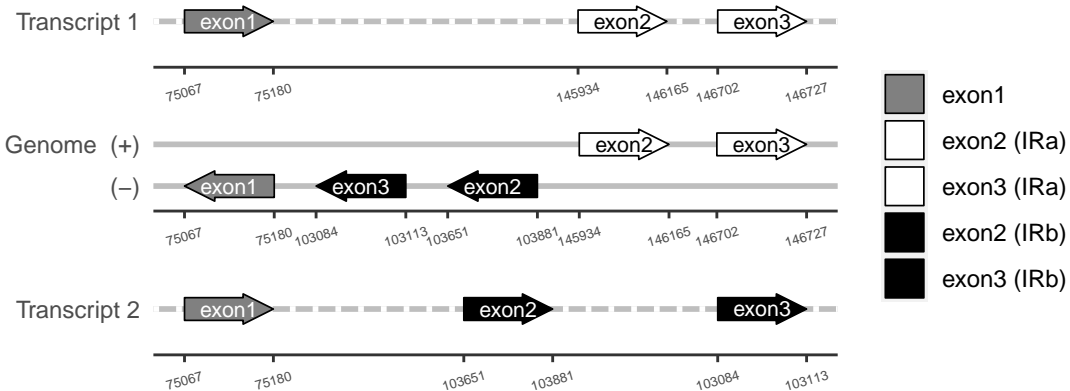 Transcript 1 exon1 exon2 exon3
75067 75180 145934 146165 146702 146727
Genome (+) exon2 exon3
(−) exon1 exon3 exon2
75067 75180 103084 103113 103651 103881 145934 146165 146702 146727
Transcript 2 exon1 exon2 exon3
75067 75180 103651 103881 103084 103113
exon1
exon2 (IRa)
exon3 (IRa)
exon2 (IRb)
exon3 (IRb)